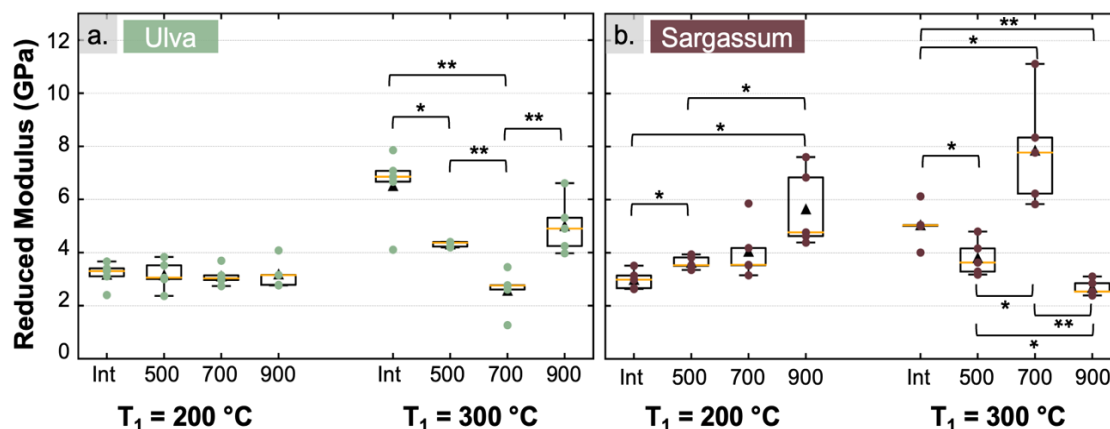 a. Ulva
b. Sargassum
Reduced Modulus (GPa)
12
10
8
6
4
2
0
** * ** **
* * * * * ** * ** *
Int 500 700 900 Int 500 700 900 Int 500 700 900 Int 500 700 900
T1 = 200 °C T1 = 300 °C T1 = 200 °C T1 = 300 °C